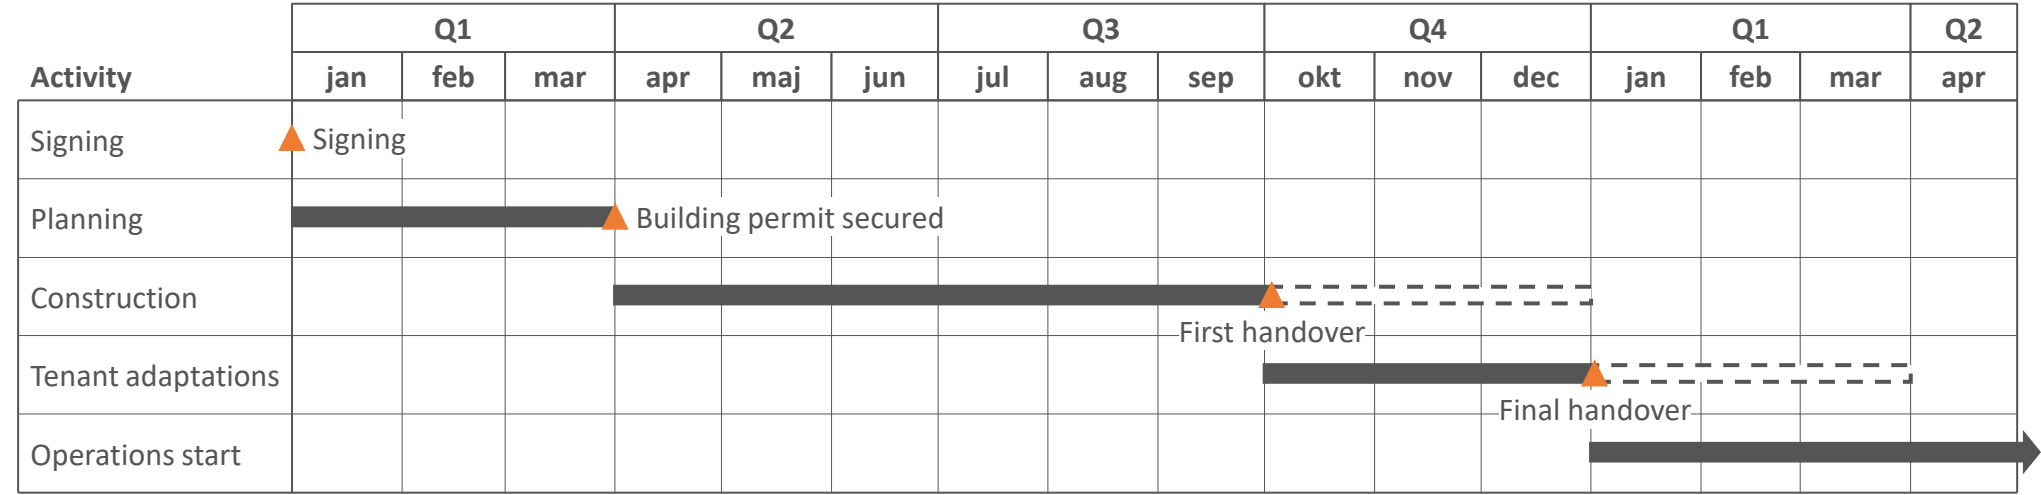 Q1 Q2 Q3 Q4 Q1 Q2
Activity jan feb mar apr maj jun jul aug sep okt nov dec jan feb mar apr
Signing Signing
Planning Building permit secured
Construction
First handover
Tenant adaptations
Final handover
Operations start